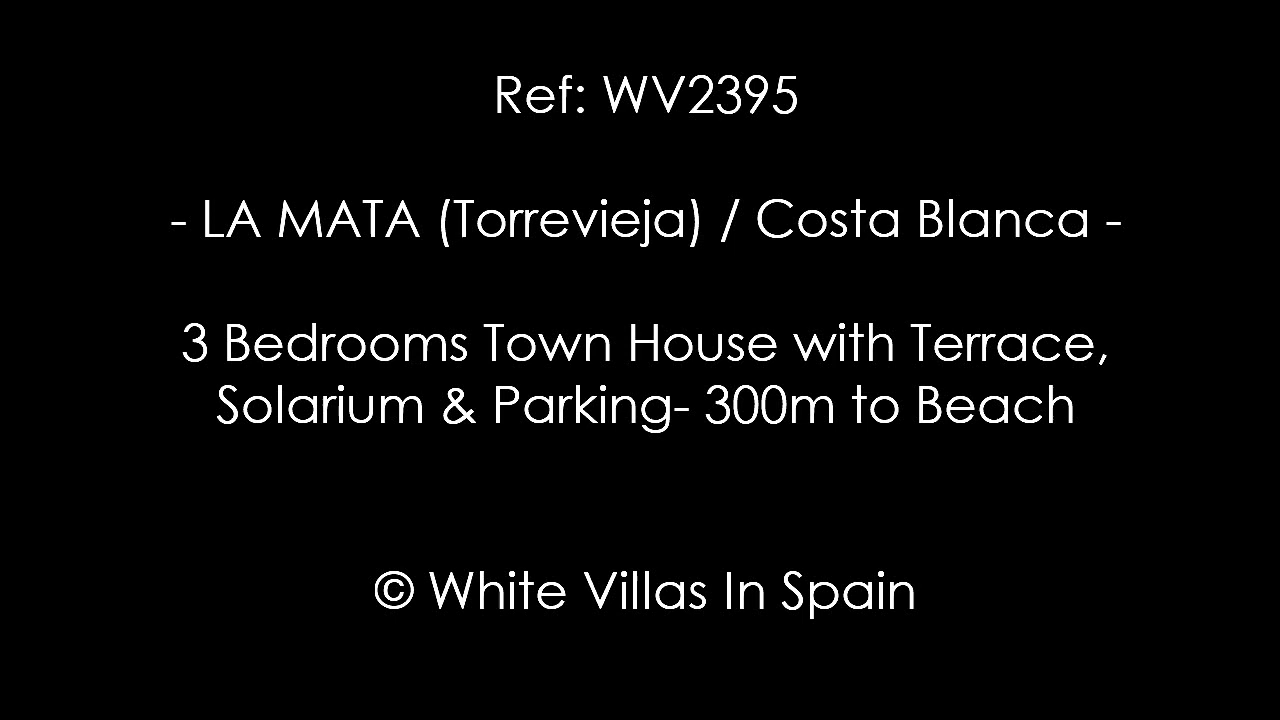 Ref: WV2395
- LA MATA (Torrevieja) / Costa Blanca -
3 Bedrooms Town House with Terrace,
Solarium & Parking- 300m to Beach
© White Villas In Spain